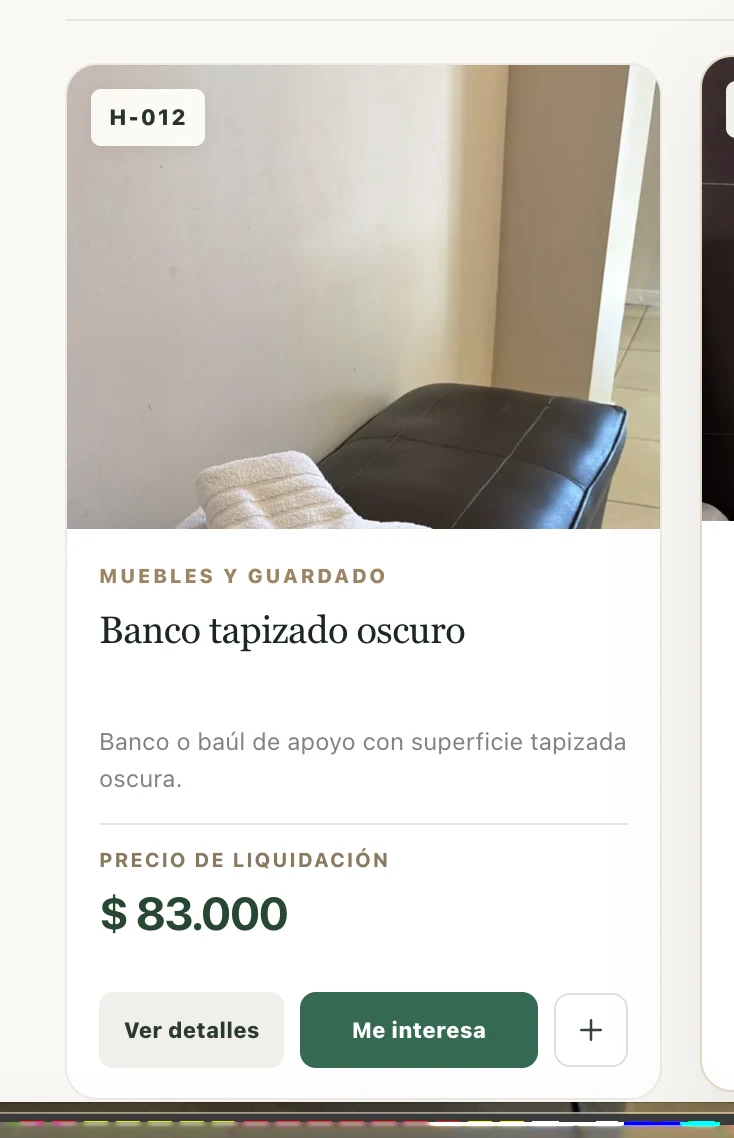 H-012
MUEBLES Y GUARDADO
Banco tapizado oscuro
Banco o baúl de apoyo con superficie tapizada
oscura.
PRECIO DE LIQUIDACIÓN
$ 83.000
Ver detalles
Me interesa
+